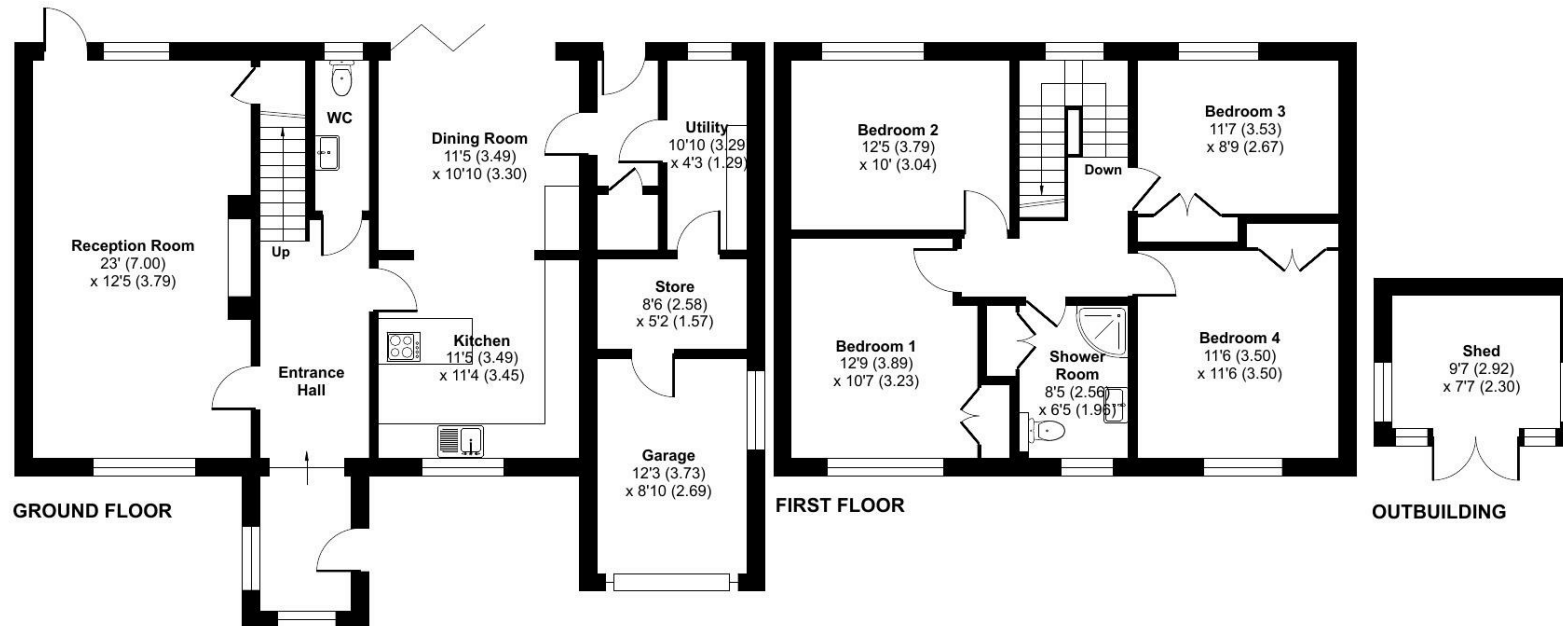 WC
Dining Room
11'5 (3.49)
x 10'10 (3.30)
Utility
10'10 (3.29
x 4'3 (1.29)
Reception Room
23' (7.00)
x 12'5 (3.79)
Up
Store
8'6 (2.58)
x 5'2 (1.57)
Kitchen
11'5 (3.49)
x 11'4 (3.45)
Entrance
Hall
Garage
12'3 (3.73)
x 8'10 (2.69)
GROUND FLOOR
Bedroom 2
12'5 (3.79)
x 10' (3.04)
Bedroom 3
11'7 (3.53)
x 8'9 (2.67)
Down
Bedroom 1
12'9 (3.89)
x 10'7 (3.23)
Shower
Room
8'5 (2.56)
x 6'5 (1.96)
Bedroom 4
11'6 (3.50)
x 11'6 (3.50)
FIRST FLOOR
Shed
9'7 (2.92)
x 7'7 (2.30)
OUTBUILDING